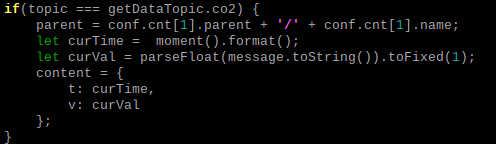 if(topic === getDataTopic.co2) {
    parent = conf.cnt[1].parent + '/' + conf.cnt[1].name;
    let curTime =  moment().format();
    let curVal = parseFloat(message.toString()).toFixed(1);
    content = {
        t: curTime,
        v: curVal
    };
}